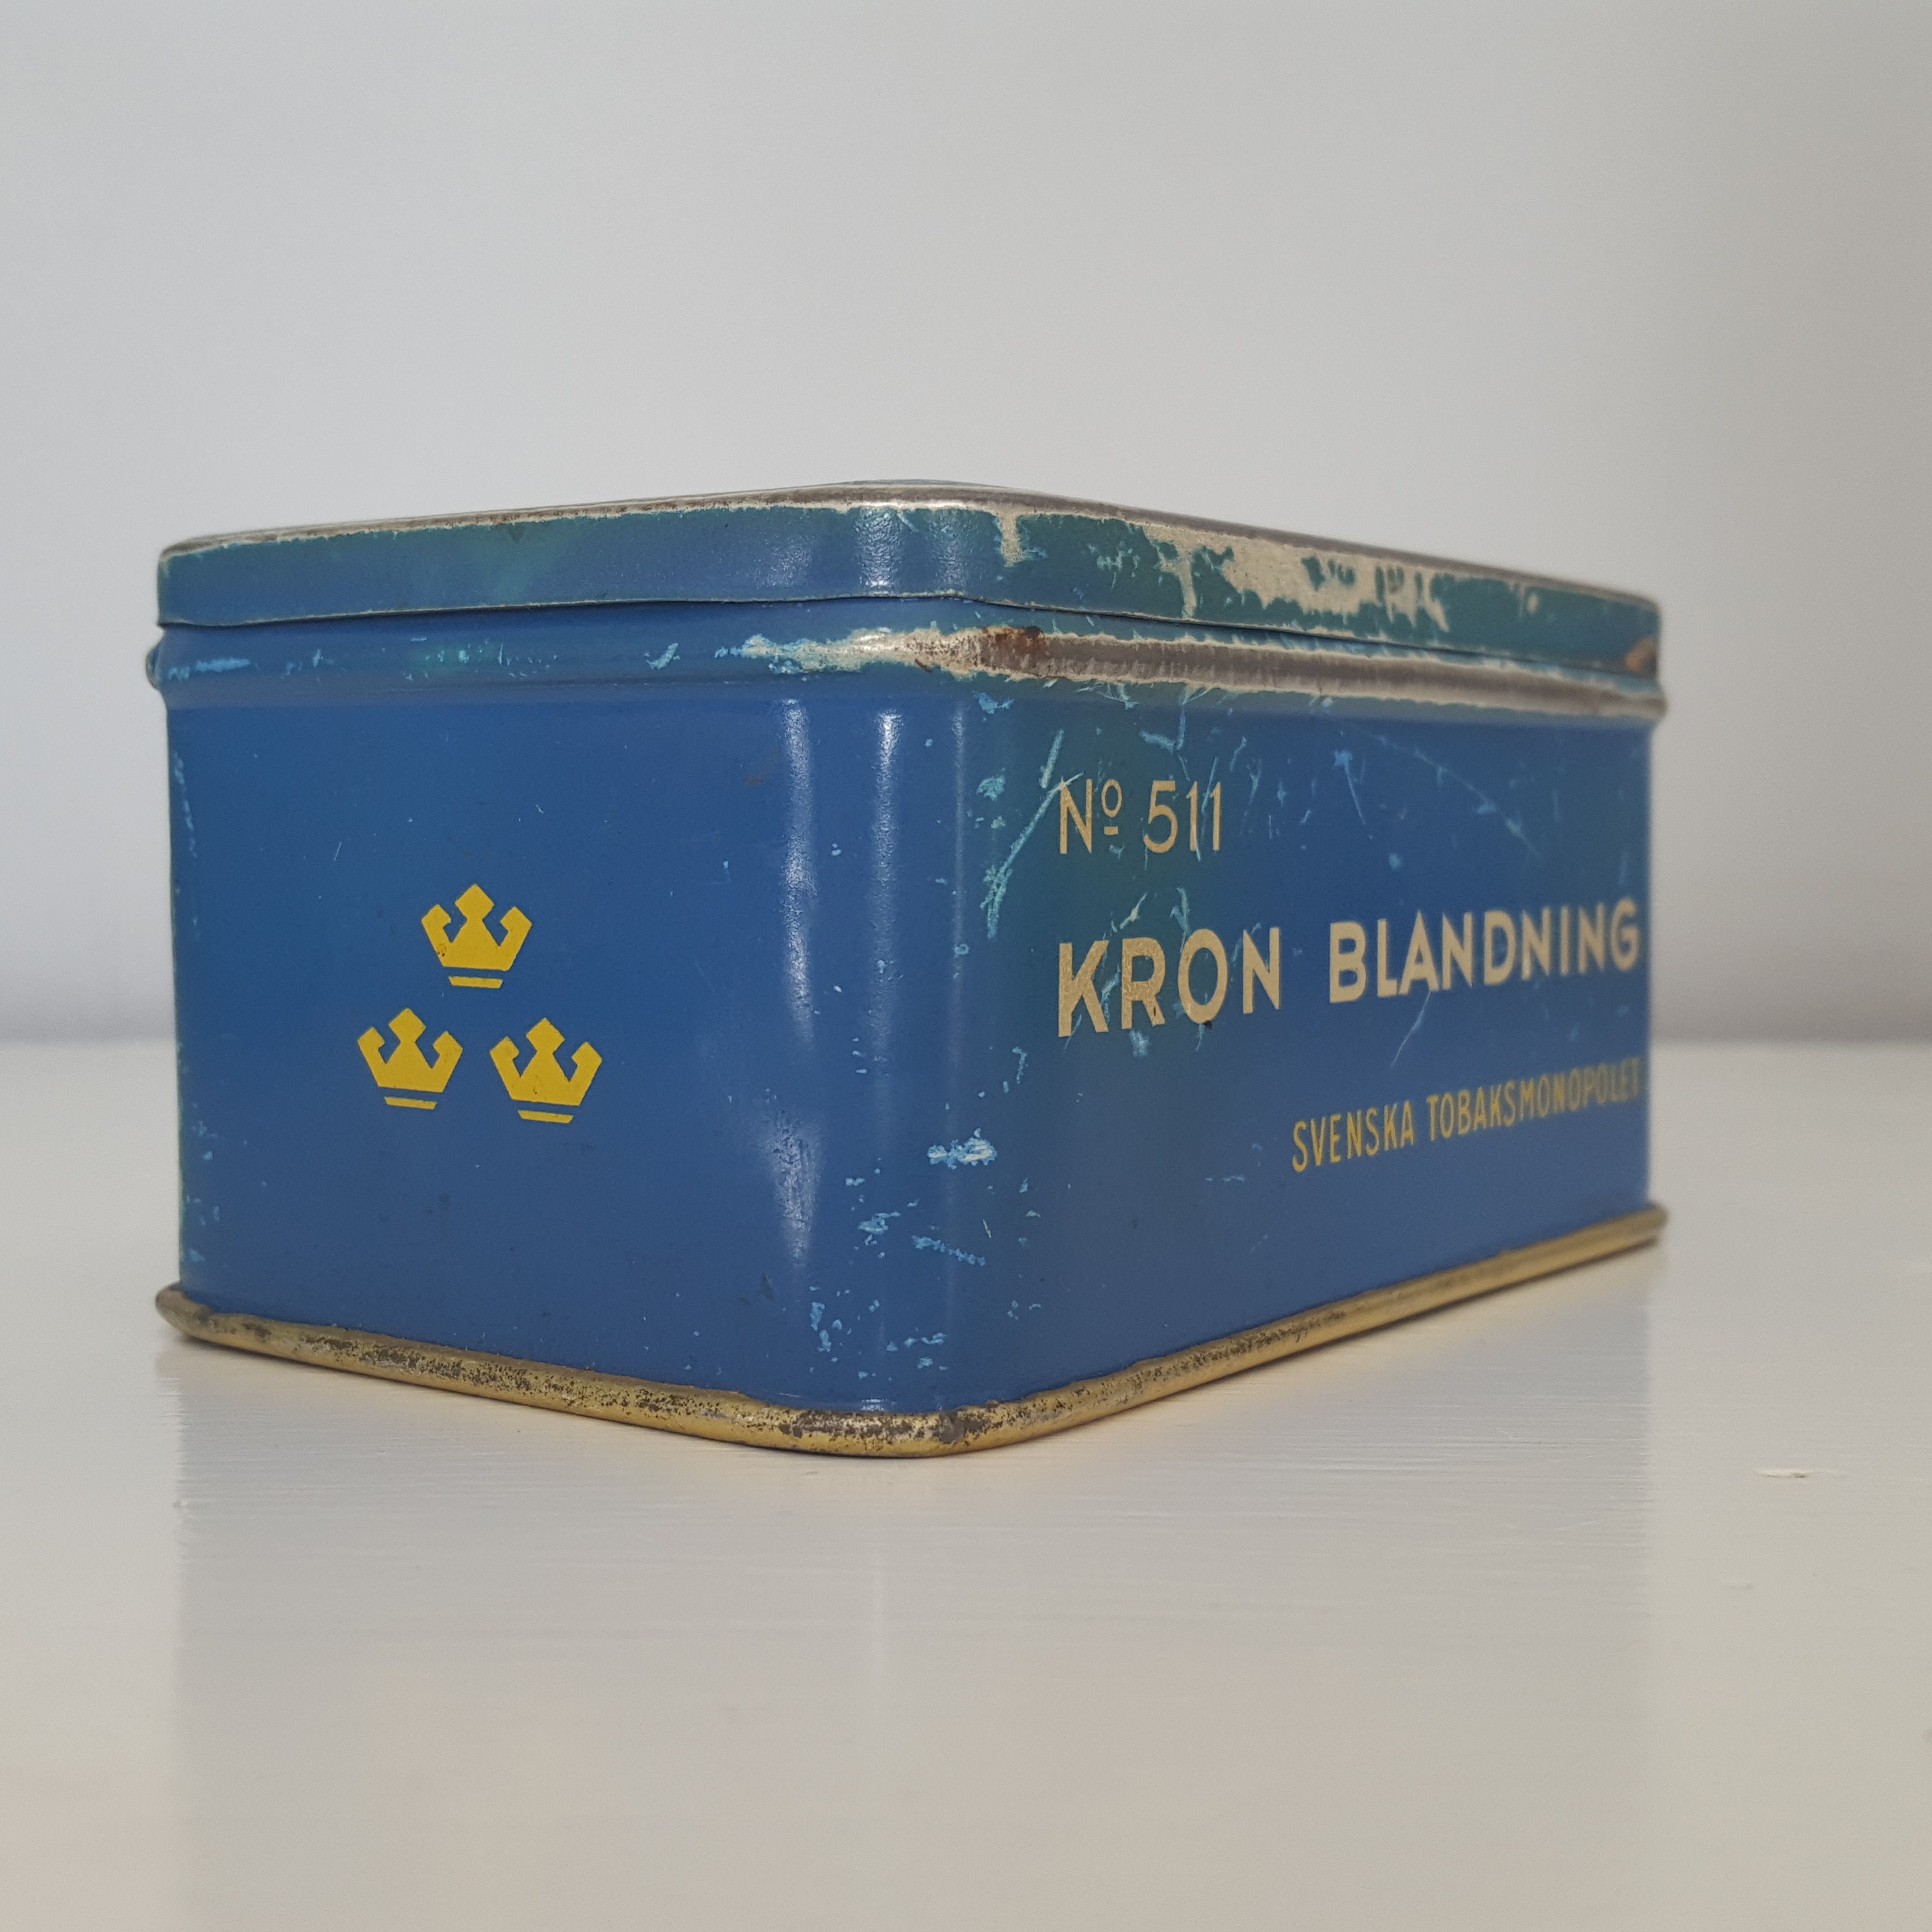 Nº 511
KRON BLANDNING
SVENSKA TOBAKSMONOPOLET